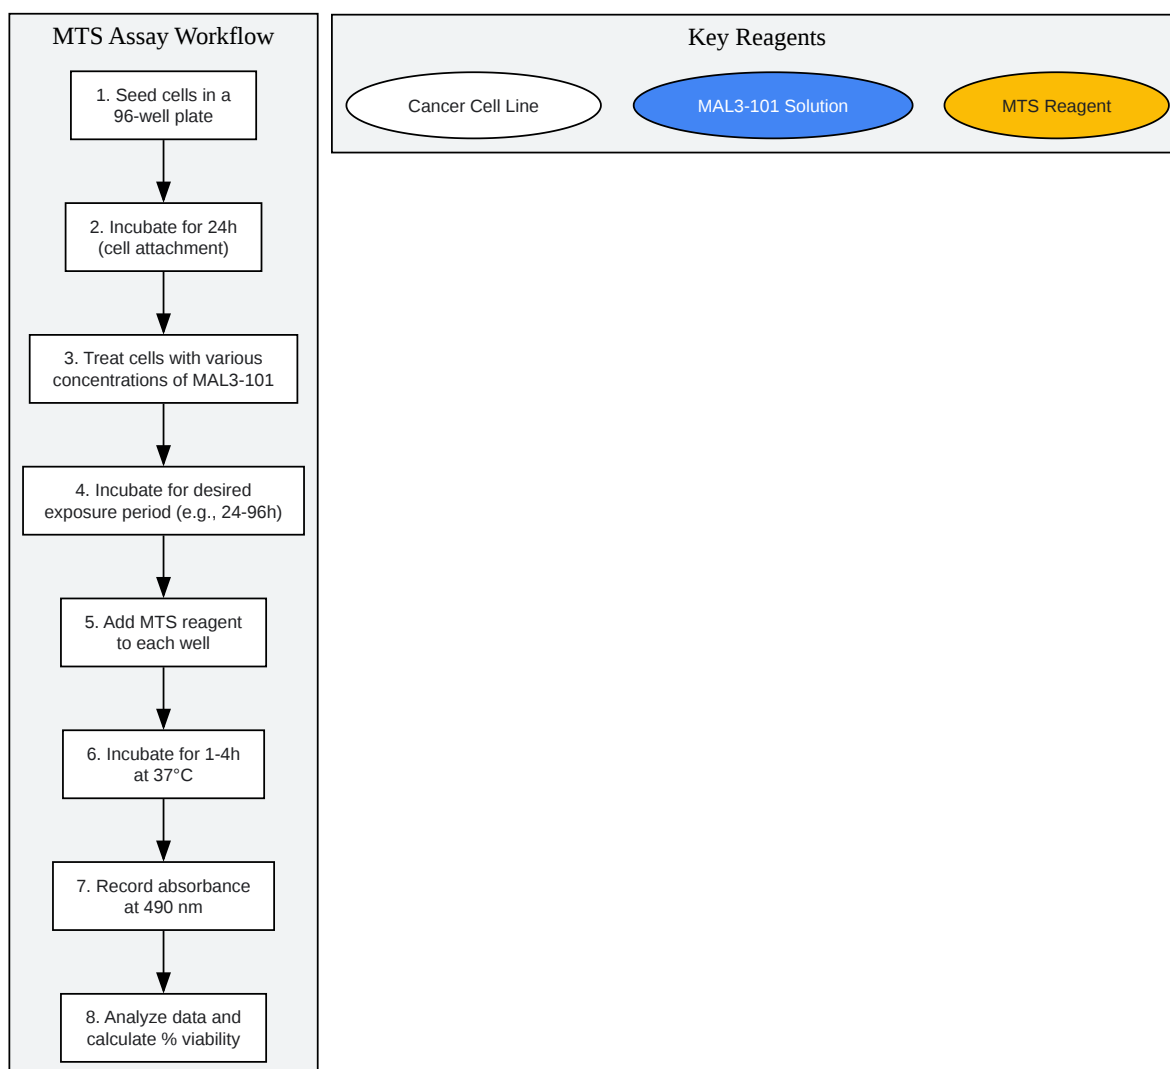 MTS Assay Workflow
1. Seed cells in a
96-well plate
2. Incubate for 24h
(cell attachment)
3. Treat cells with various
concentrations of MAL3-101
4. Incubate for desired
exposure period (e.g., 24-96h)
5. Add MTS reagent
to each well
6. Incubate for 1-4h
at 37°C
7. Record absorbance
at 490 nm
8. Analyze data and
calculate % viability
Key Reagents
Cancer Cell Line
MAL3-101 Solution
MTS Reagent